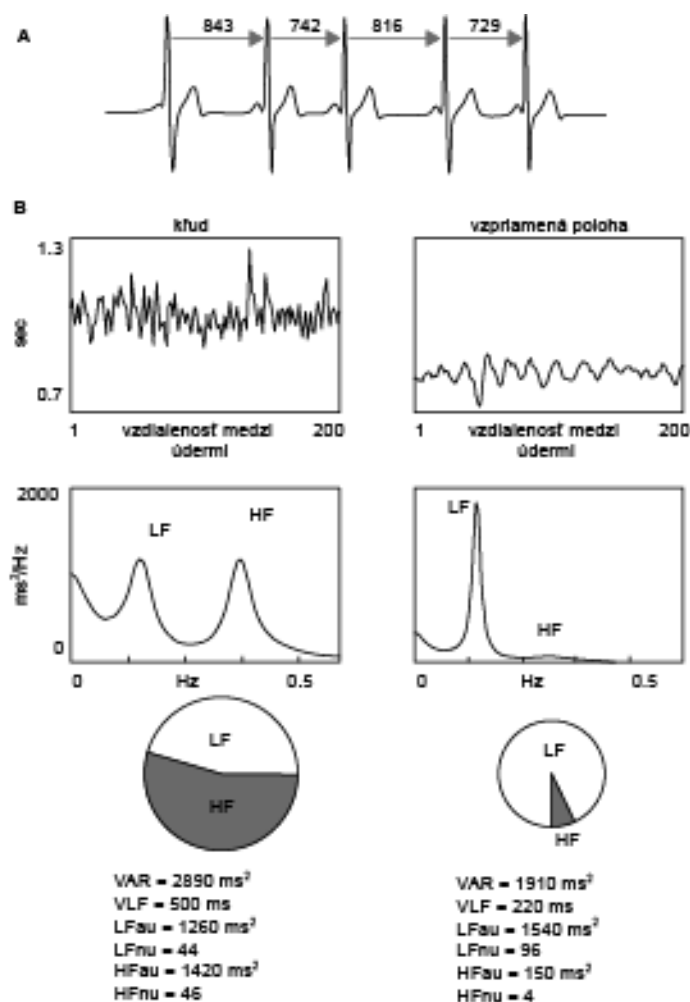 A
843 742 816 729
B
kľud
vzpriamená poloha
1.3
sec
0.7
1 vzdialenosť medzi 200
údermi
1 vzdialenosť medzi 200
údermi
2000
ms²/Hz
0
LF HF
0 Hz 0.5
LF
HF
0 Hz 0.5
LF
HF
LF
HF
VAR = 2890 ms²
VLF = 500 ms
LFau = 1260 ms²
LFnu = 44
HFau = 1420 ms²
HFnu = 46
VAR = 1910 ms²
VLF = 220 ms
LFau = 1540 ms²
LFnu = 96
HFau = 150 ms²
HFnu = 4